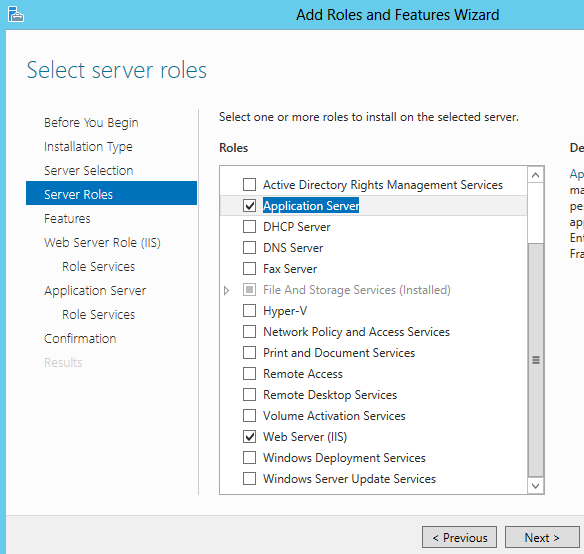 Add Roles and Features Wizard
Select server roles
Before You Begin
Installation Type
Server Selection
Server Roles
Features
Web Server Role (IIS)
Role Services
Application Server
Role Services
Confirmation
Results
Select one or more roles to install on the selected server.
Roles
Active Directory Rights Management Services
Application Server
DHCP Server
DNS Server
Fax Server
File And Storage Services (Installed)
Hyper-V
Network Policy and Access Services
Print and Document Services
Remote Access
Remote Desktop Services
Volume Activation Services
Web Server (IIS)
Windows Deployment Services
Windows Server Update Services
De
Ap
ma
pe
ap
Ent
Fra
< Previous
Next >